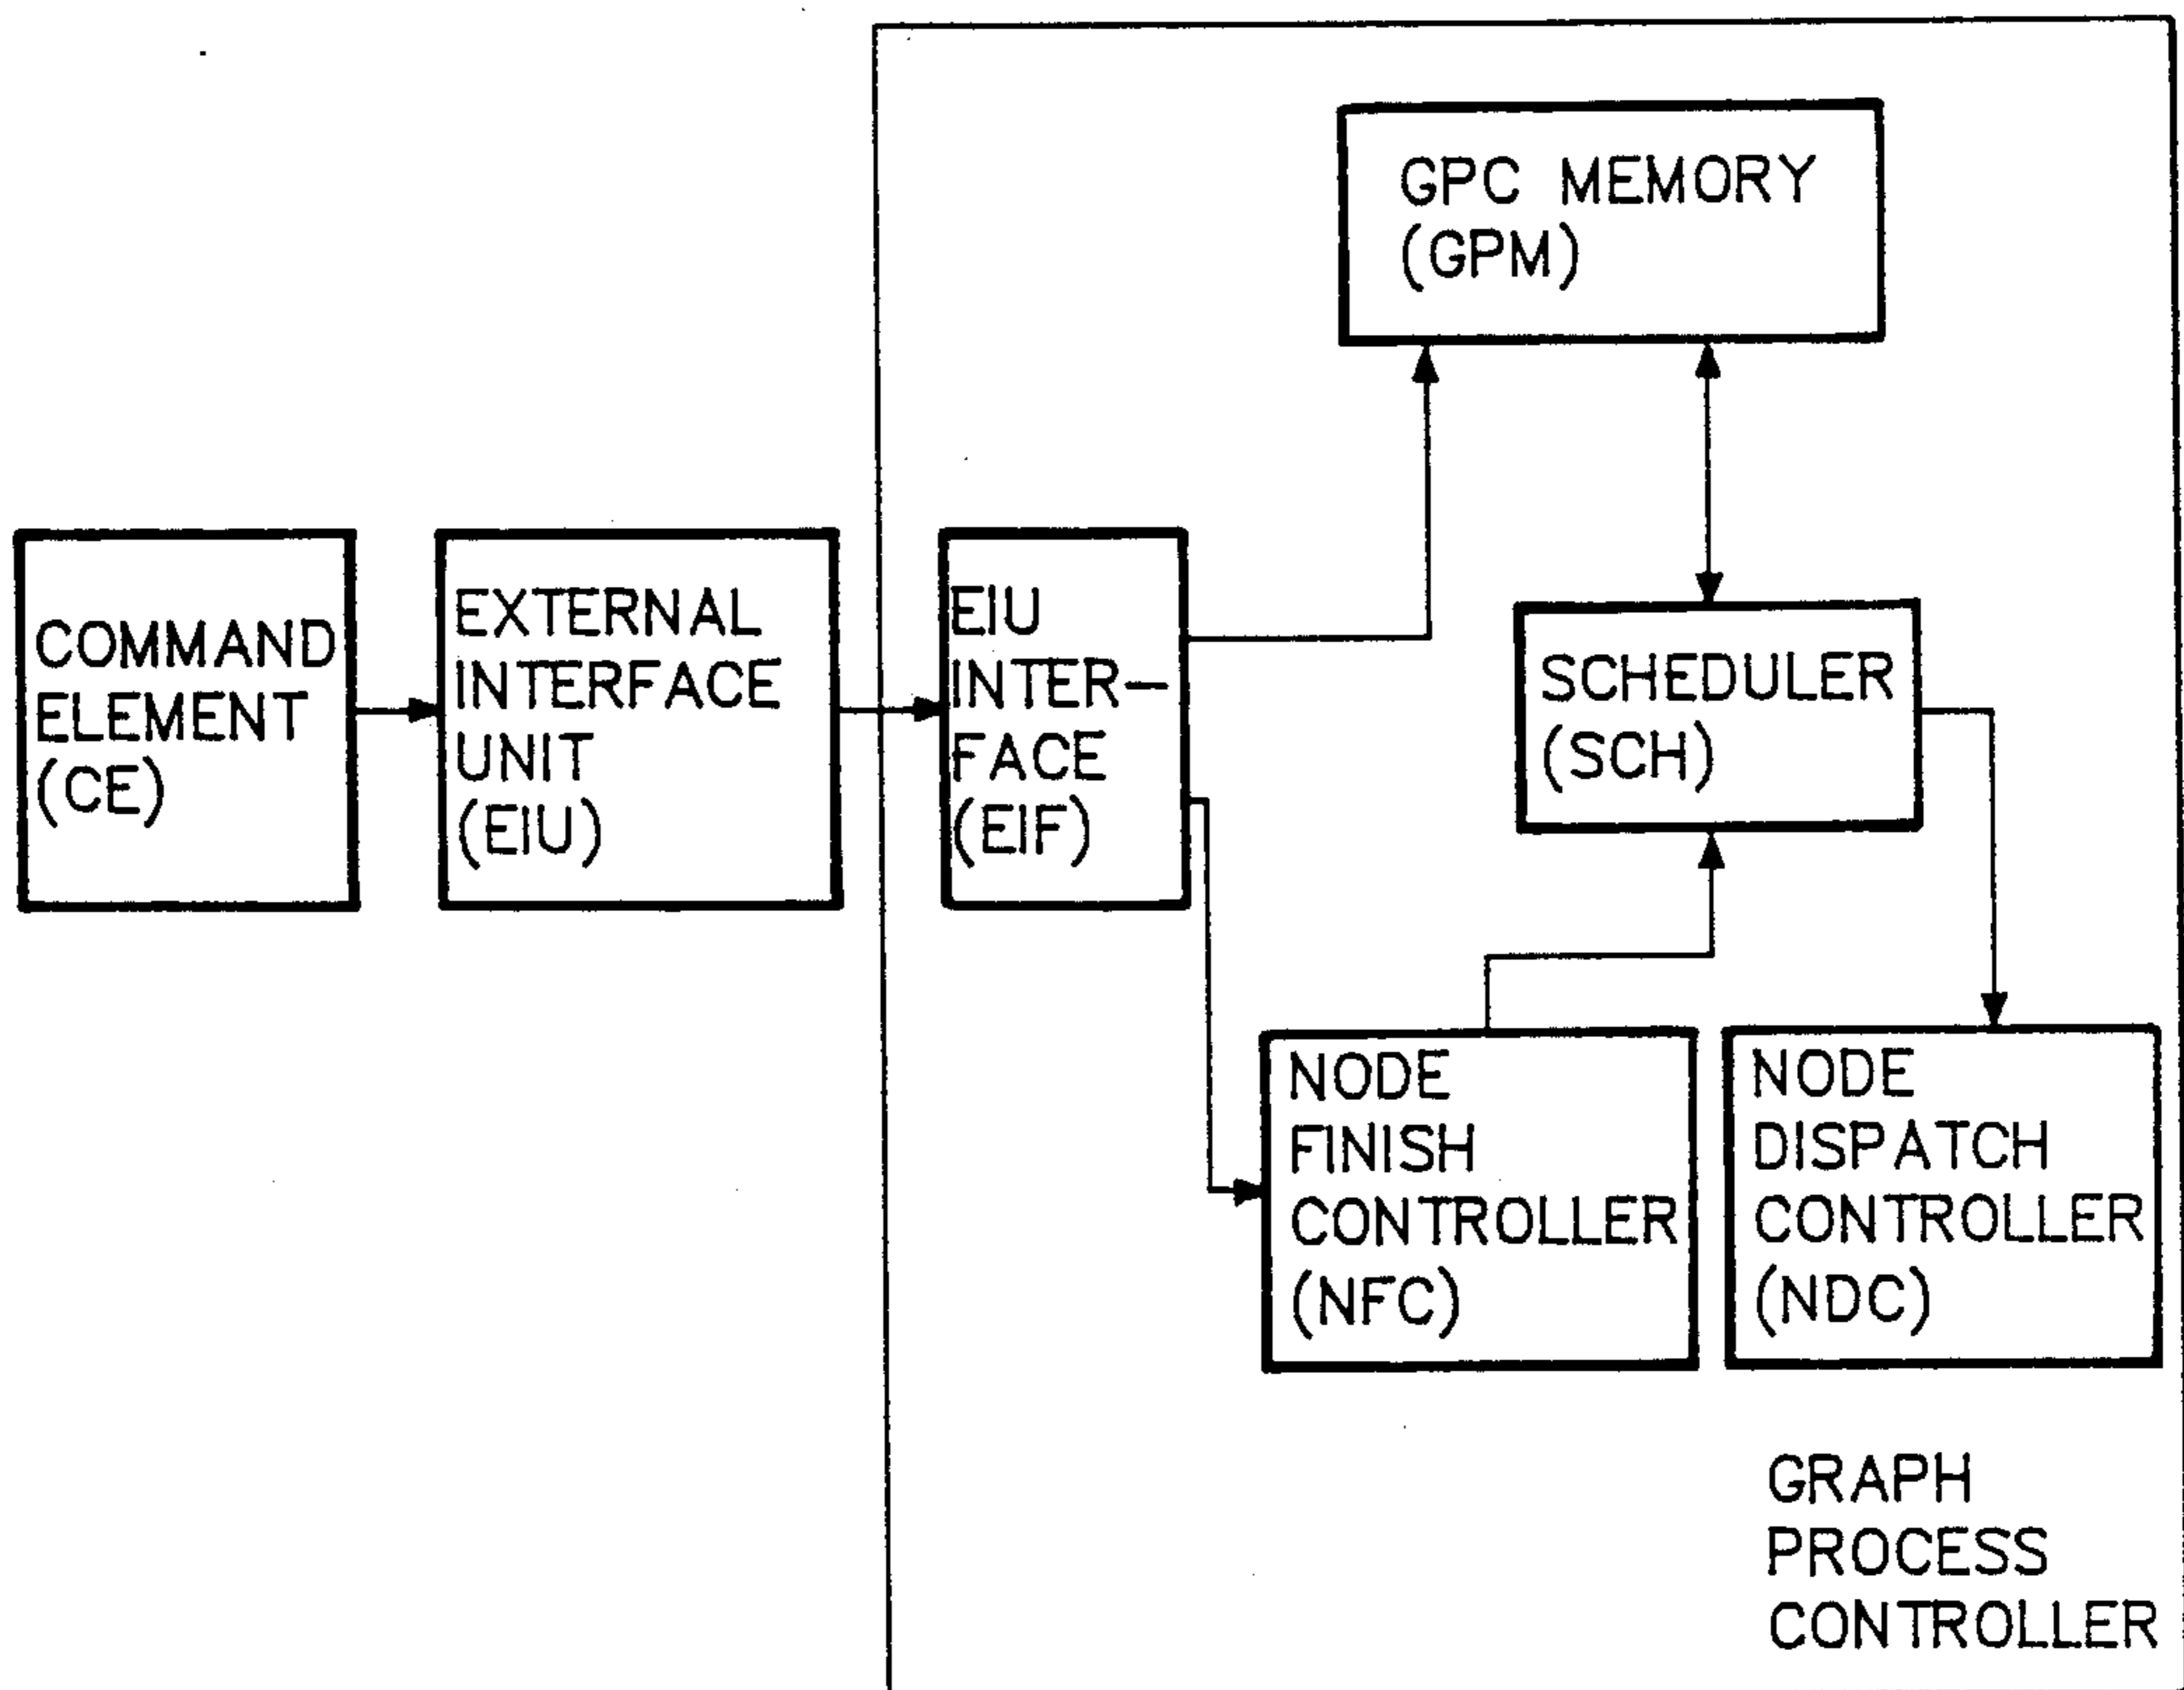 GPC MEMORY
(GPM)
COMMAND
ELEMENT
(CE)
EXTERNAL
INTERFACE
UNIT
(EIU)
EIU
INTER-
FACE
(EIF)
SCHEDULER
(SCH)
NODE
FINISH
CONTROLLER
(NFC)
NODE
DISPATCH
CONTROLLER
(NDC)
GRAPH
PROCESS
CONTROLLER